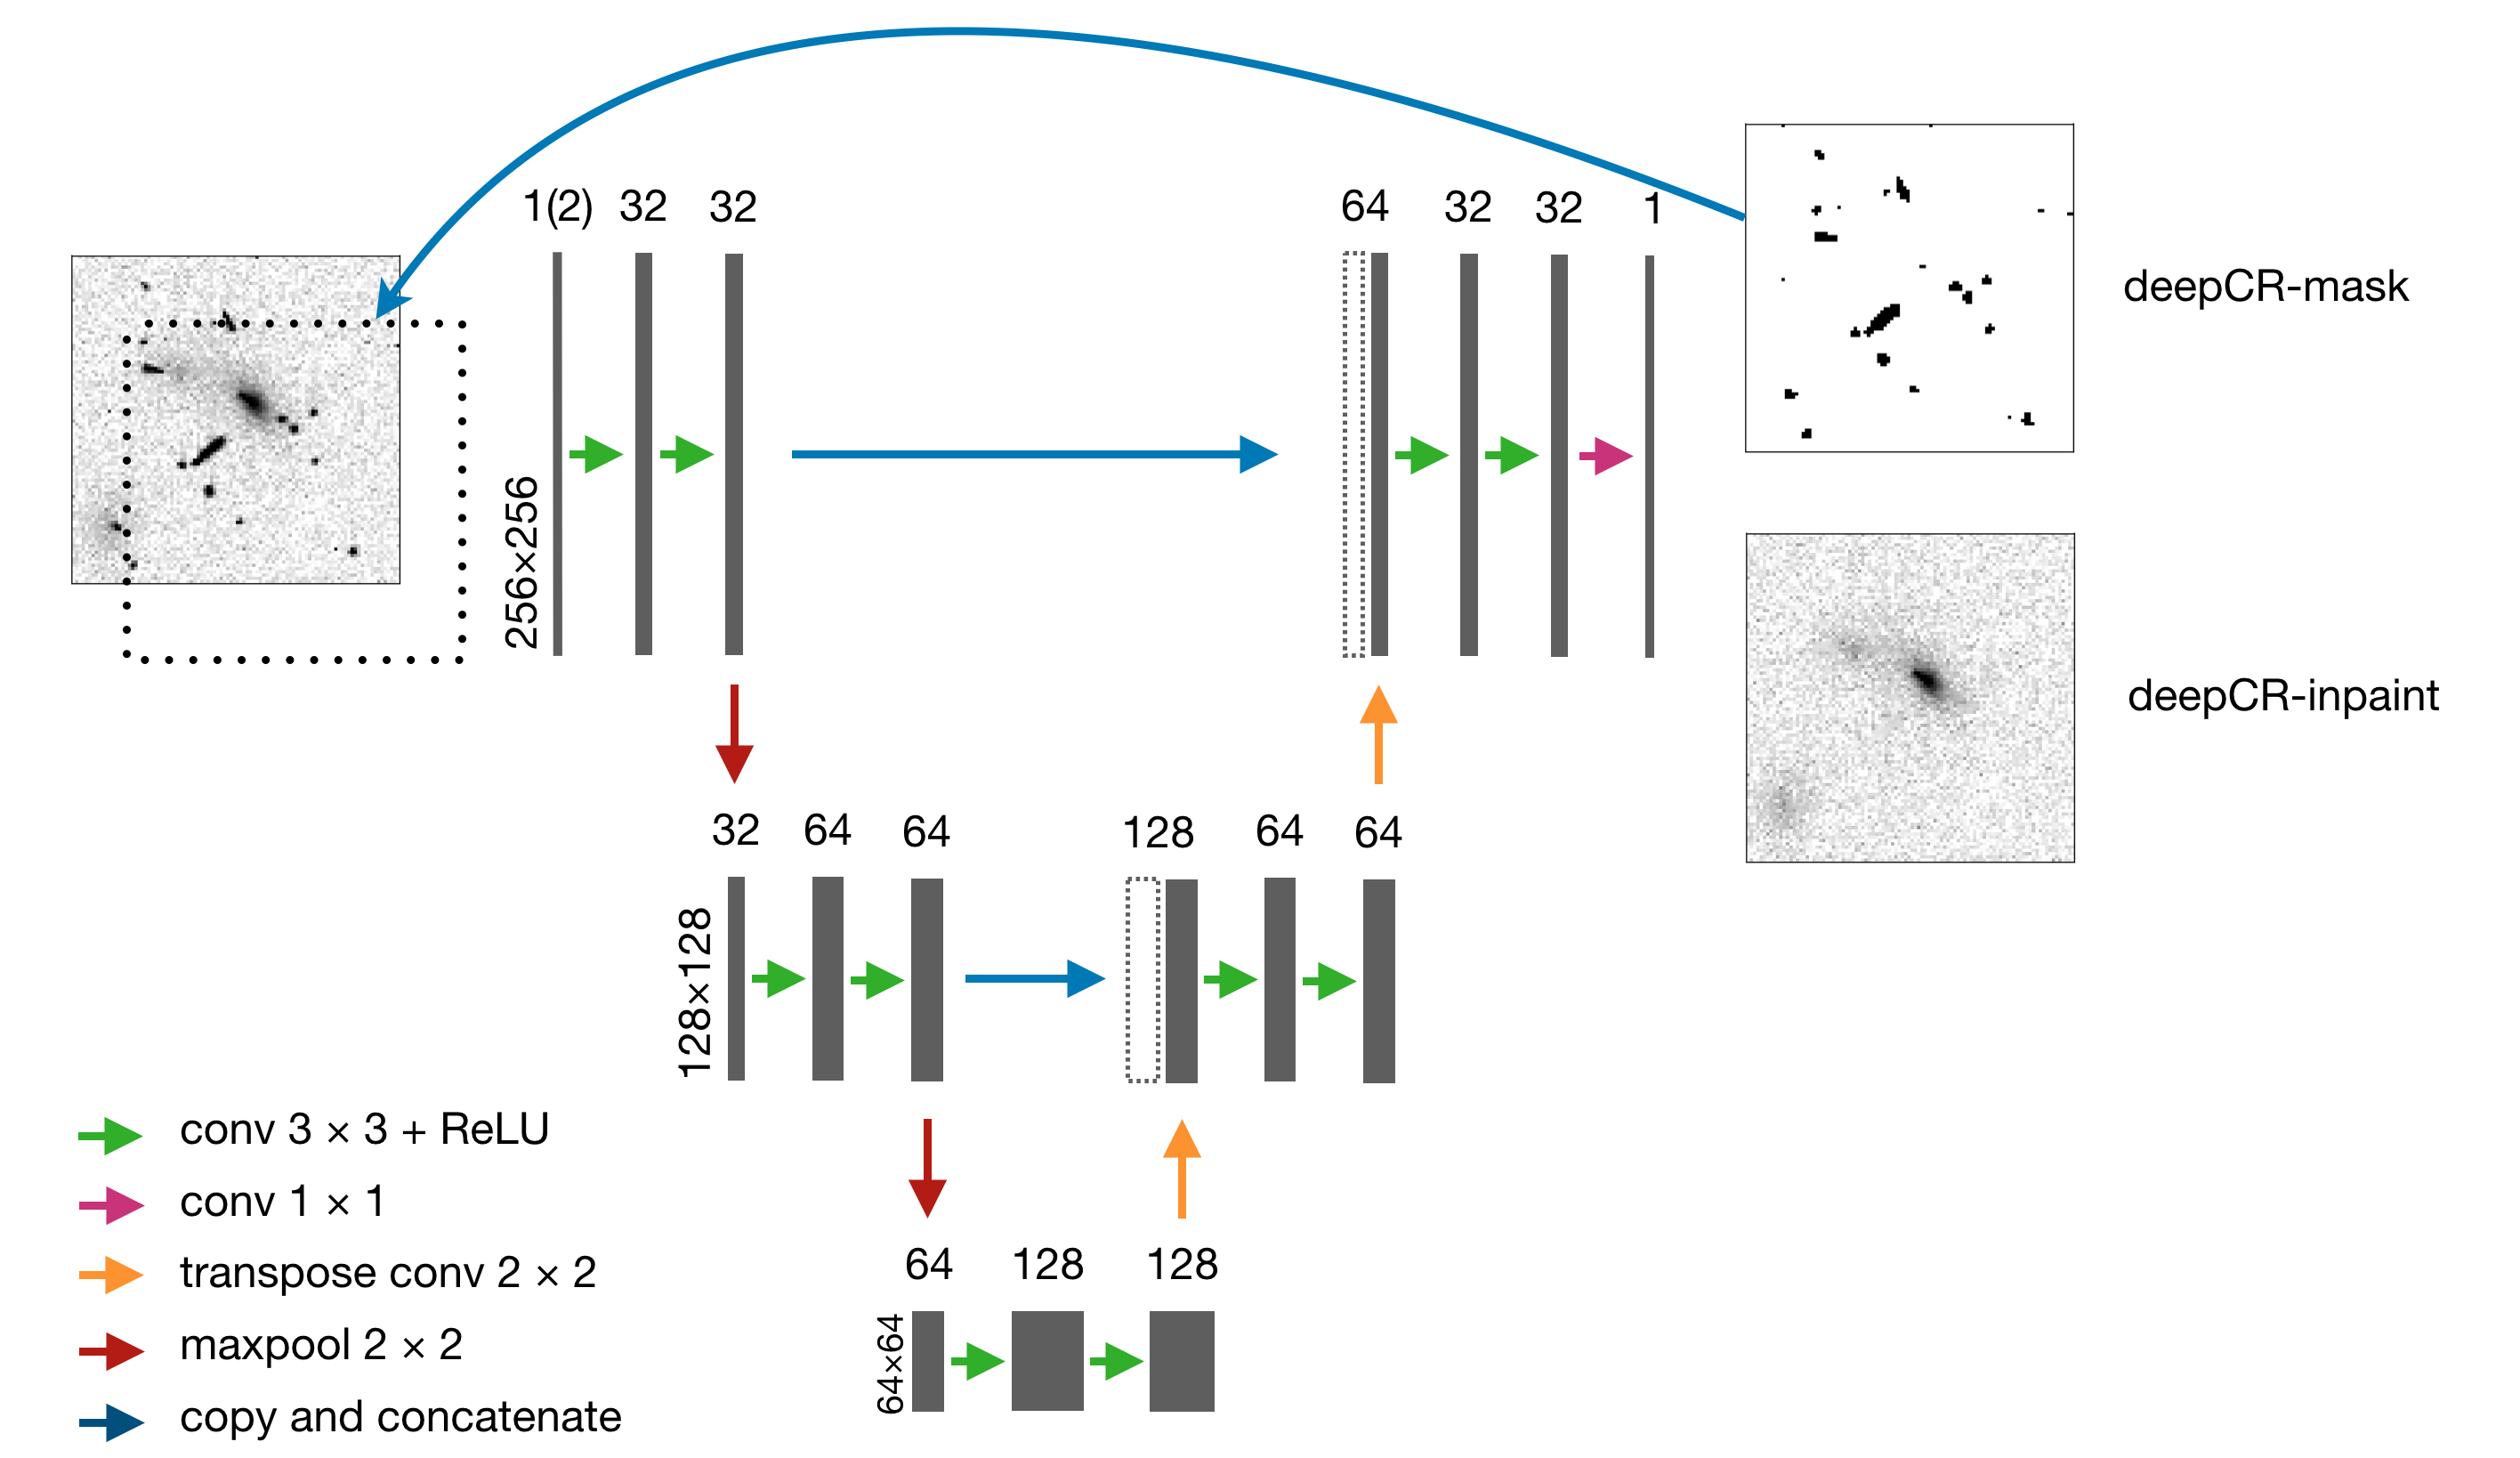 1(2) 32 32 64 32 32 1
deepCR-mask
256×256
deepCR-inpaint
32 64 64 128 64 64
128×128
conv 3 × 3 + ReLU
conv 1 × 1
transpose conv 2 × 2
maxpool 2 × 2
copy and concatenate
64 128 128
64×64